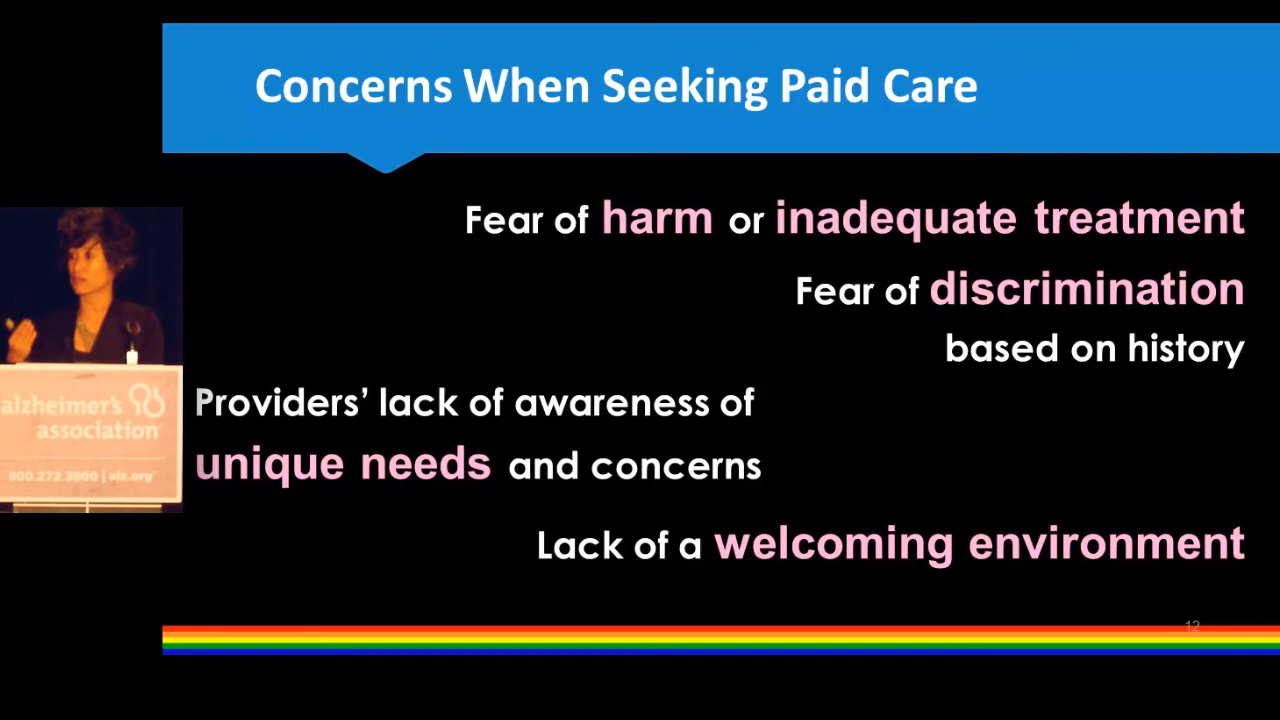 Concerns When Seeking Paid Care
Fear of harm or inadequate treatment
Fear of discrimination
based on history
Providers’ lack of awareness of
unique needs and concerns
Lack of a welcoming environment
12
alzheimer's
association
800.272.3900 | alz.org